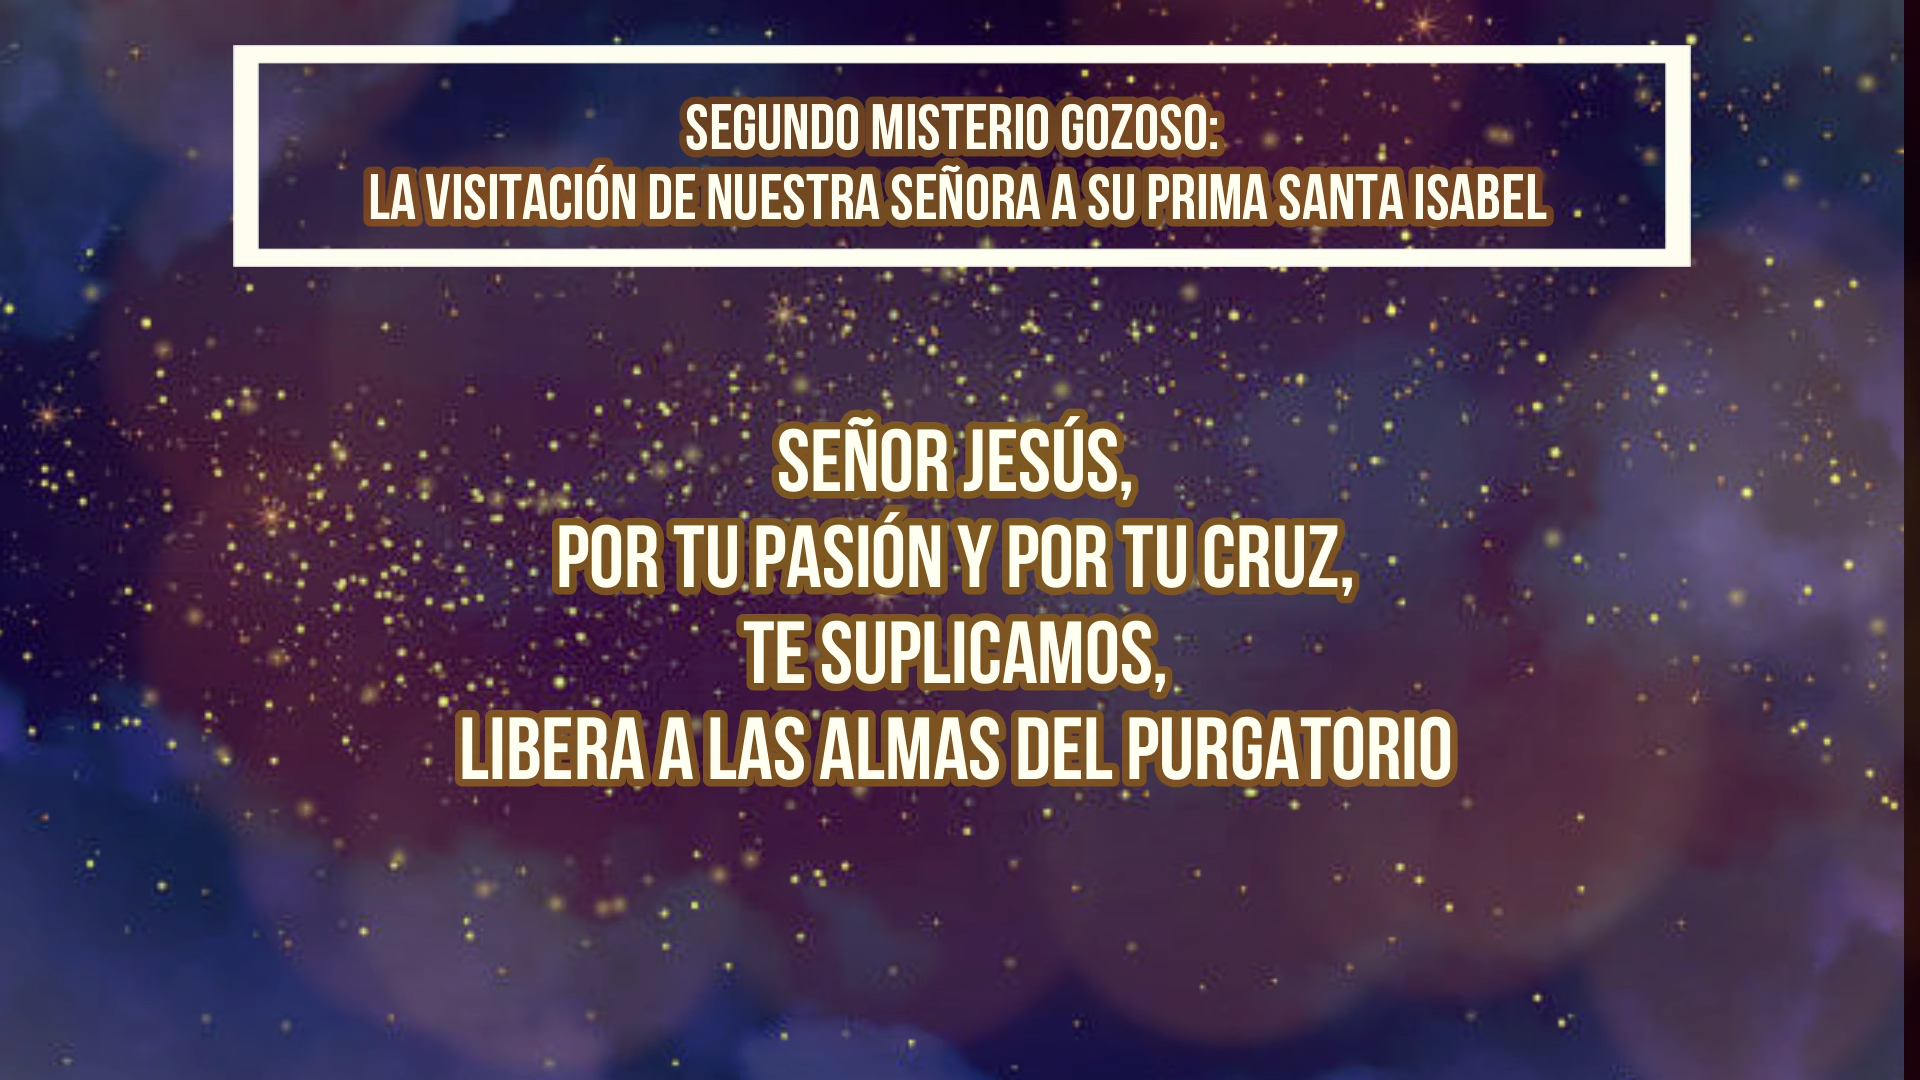 SEGUNDO MISTERIO GOZOSO:
LA VISITACIÓN DE NUESTRA SEÑORA A SU PRIMA SANTA ISABEL
SEÑOR JESÚS,
POR TU PASIÓN Y POR TU CRUZ,
TE SUPLICAMOS,
LIBERA A LAS ALMAS DEL PURGATORIO